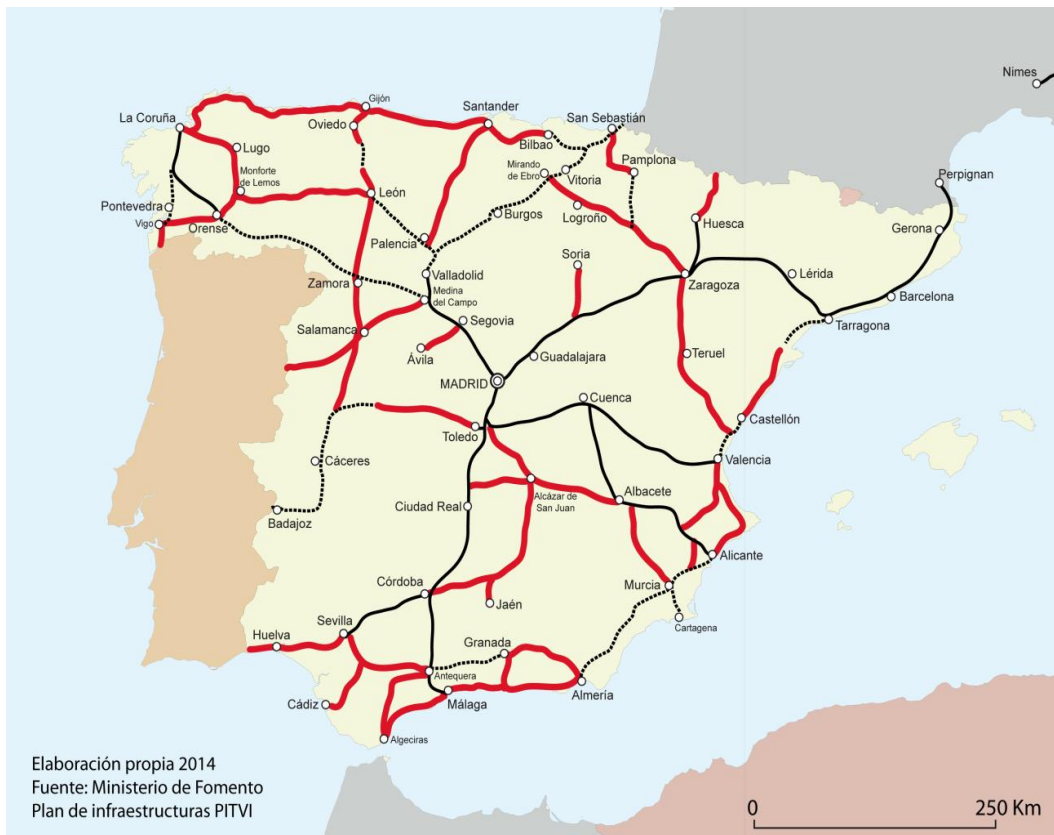 Nimes
Gijón
La Coruña
Santander
San Sebastián
Oviedo
Bilbao
Lugo
Mirando
de Ebro
Pamplona
Monforte
de Lemos
Vitoria
Perpignan
León
Pontevedra
Logroño
Burgos
Huesca
Vigo
Orense
Gerona
Palencia
Soria
Valladolid
Zaragoza
Lérida
Zamora
Medina
del Campo
Barcelona
Segovia
Tarragona
Salamanca
Ávila
Guadalajara
Teruel
MADRID
Cuenca
Castellón
Toledo
Cáceres
Valencia
Alcázar de
San Juan
Albacete
Ciudad Real
Badajoz
Alicante
Córdoba
Murcia
Jaén
Cartagena
Sevilla
Huelva
Granada
Antequera
Almería
Cádiz
Málaga
Algeciras
Elaboración propia 2014
Fuente: Ministerio de Fomento
Plan de infraestructuras PITVI
0 250 Km